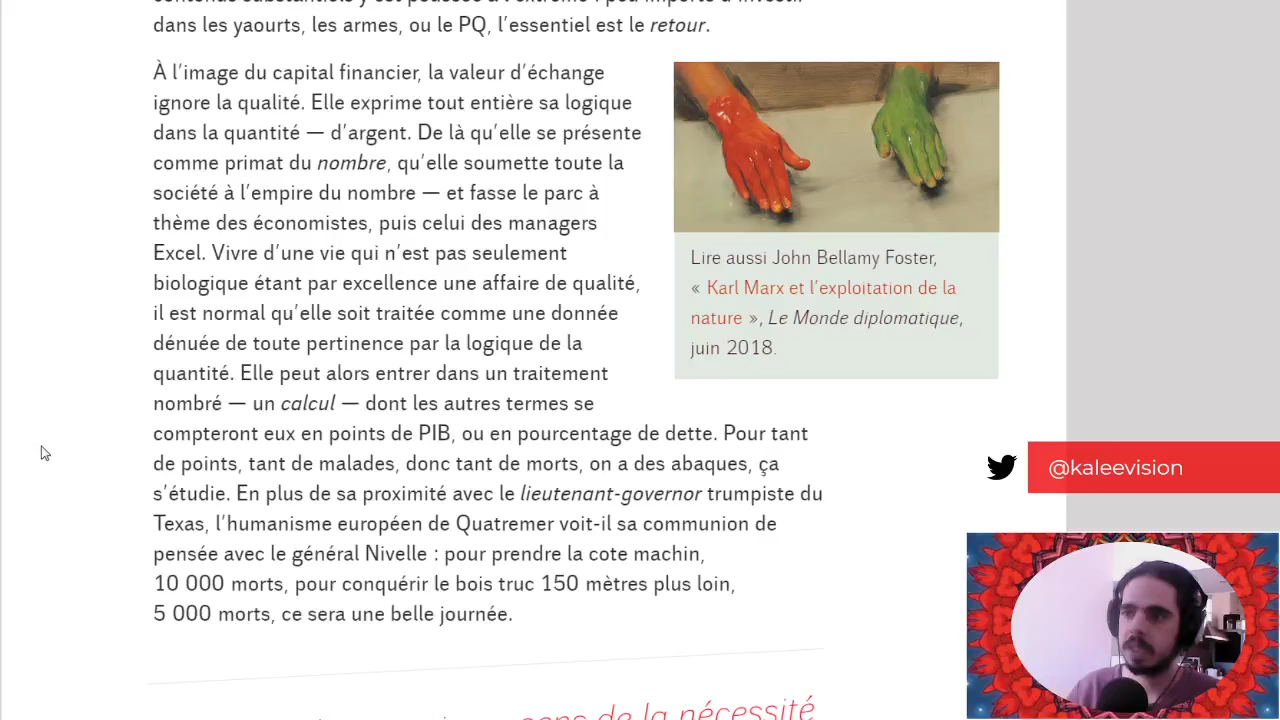 dans les yaourts, les armes, ou le PQ, l’essentiel est le retour.
À l’image du capital financier, la valeur d’échange
ignore la qualité. Elle exprime tout entière sa logique
dans la quantité — d’argent. De là qu’elle se présente
comme primat du nombre, qu’elle soumette toute la
société à l’empire du nombre — et fasse le parc à
thème des économistes, puis celui des managers
Excel. Vivre d’une vie qui n’est pas seulement
biologique étant par excellence une affaire de qualité,
il est normal qu’elle soit traitée comme une donnée
dénuée de toute pertinence par la logique de la
quantité. Elle peut alors entrer dans un traitement
nombré — un calcul — dont les autres termes se
compteront eux en points de PIB, ou en pourcentage de dette. Pour tant
de points, tant de malades, donc tant de morts, on a des abaques, ça
s’étudie. En plus de sa proximité avec le lieutenant-governor trumpiste du
Texas, l’humanisme européen de Quatremer voit-il sa communion de
pensée avec le général Nivelle : pour prendre la cote machin,
10 000 morts, pour conquérir le bois truc 150 mètres plus loin,
5 000 morts, ce sera une belle journée.
Lire aussi John Bellamy Foster,
« Karl Marx et l’exploitation de la
nature », Le Monde diplomatique,
juin 2018.
@kaleevision
de la nécessité